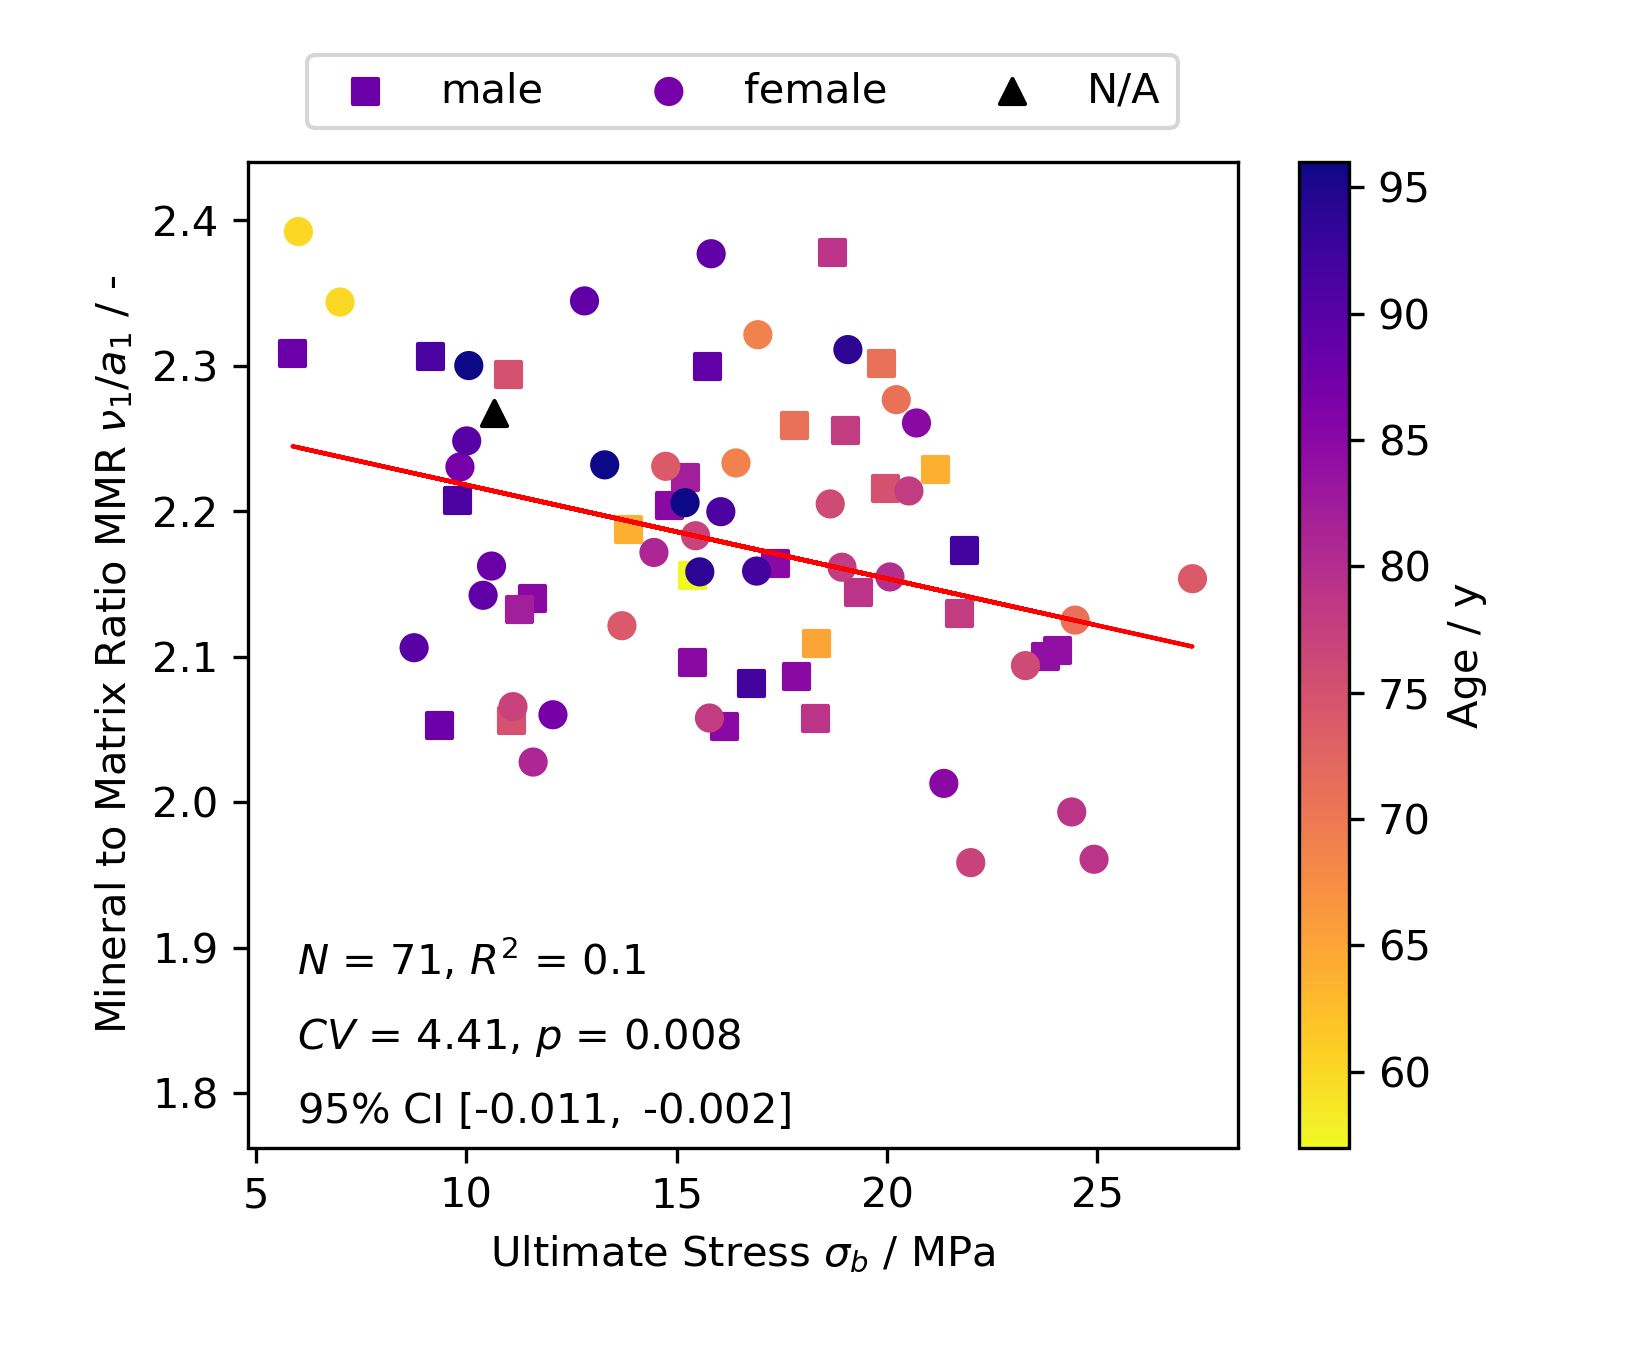 male female N/A
Mineral to Matrix Ratio MMR ν₁/a₁ / -
2.4
2.3
2.2
2.1
2.0
1.9
1.8
N = 71, R² = 0.1
CV = 4.41, p = 0.008
95% CI [-0.011, -0.002]
5 10 15 20 25
Ultimate Stress σ_b / MPa
95
90
85
80
75
70
65
60
Age / y